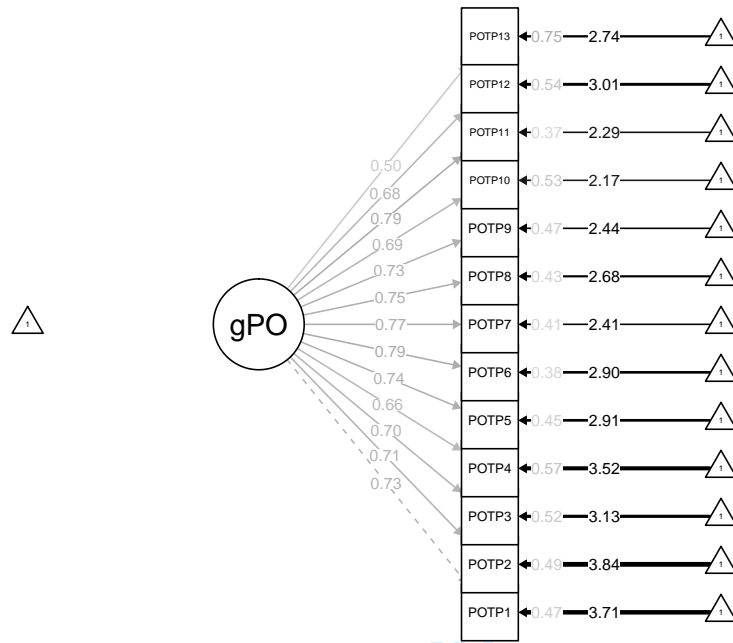 POTP13 0.75 2.74 1
POTP12 0.54 3.01 1
POTP11 0.37 2.29 1
0.50
POTP10 0.53 2.17 1
0.68
0.79
POTP9 0.47 2.44 1
0.69
0.73
POTP8 0.43 2.68 1
0.75
1 gPO 0.77 POTP7 0.41 2.41 1
0.79
POTP6 0.38 2.90 1
0.74
0.66
POTP5 0.45 2.91 1
0.70
0.71
POTP4 0.57 3.52 1
0.73
POTP3 0.52 3.13 1
POTP2 0.49 3.84 1
POTP1 0.47 3.71 1